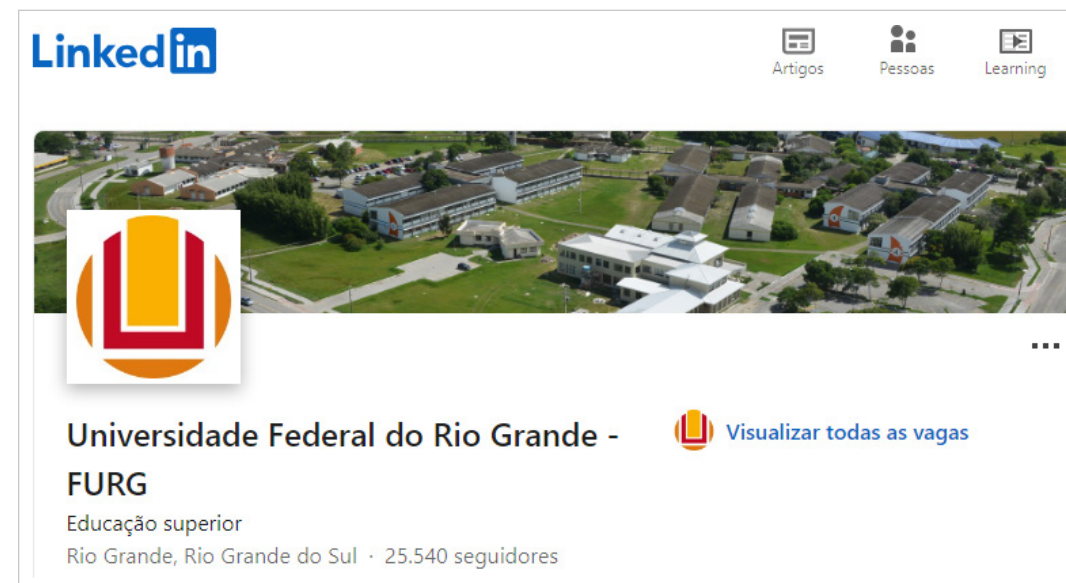 LinkedIn
Artigos
Pessoas
Learning
Universidade Federal do Rio Grande -
FURG
Visualizar todas as vagas
Educação superior
Rio Grande, Rio Grande do Sul · 25.540 seguidores